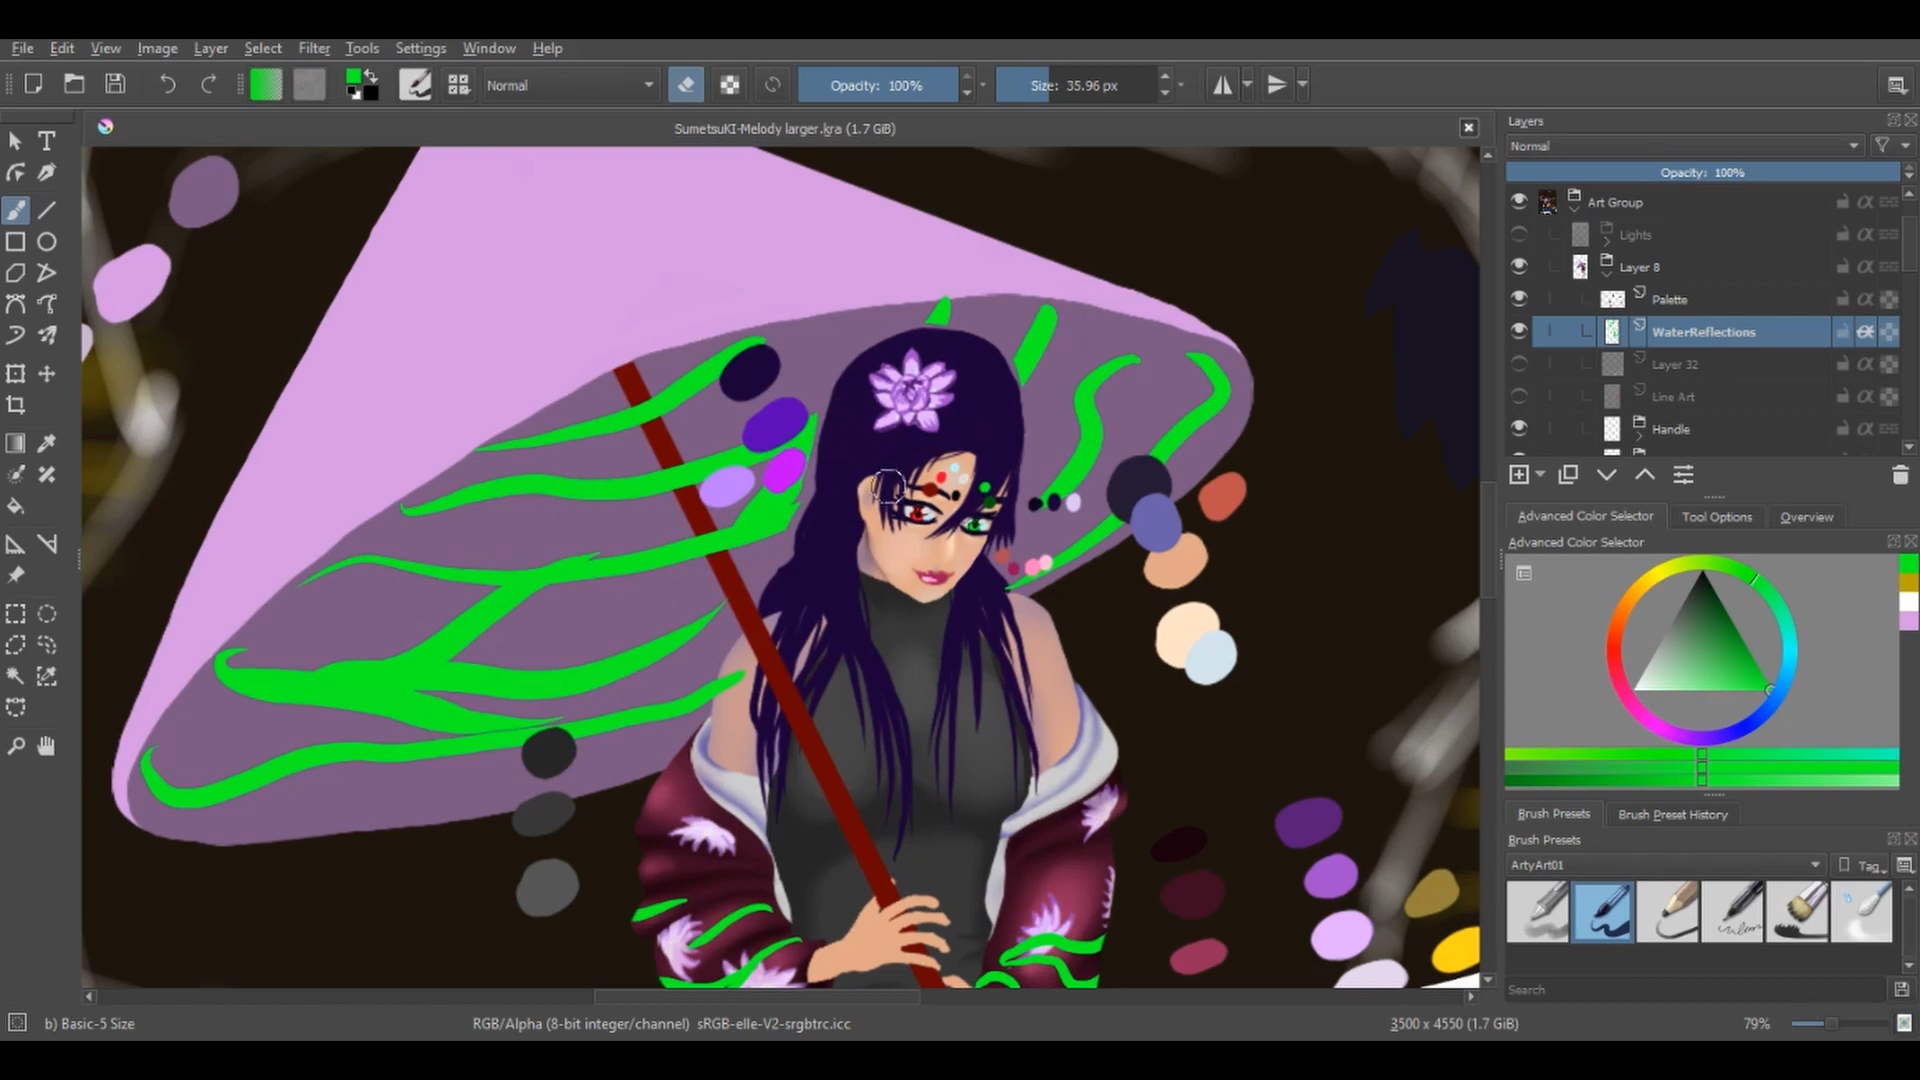 File Edit View Image Layer Select Filter Tools Settings Window Help
Normal
Opacity: 100%
Size: 35.96 px
SumetsuKI-Melody larger.kra (1.7 GiB)
Layers
Normal
Opacity: 100%
Art Group
Lights
Layer 8
Palette
WaterReflections
Layer 32
Line Art
Handle
Advanced Color Selector Tool Options Overview
Advanced Color Selector
Brush Presets Brush Preset History
Brush Presets
ArtyArt01
Tag
Search
b) Basic-5 Size
RGB/Alpha (8-bit integer/channel) sRGB-elle-V2-srgbtrc.icc
3500 x 4550 (1.7 GiB)
79%